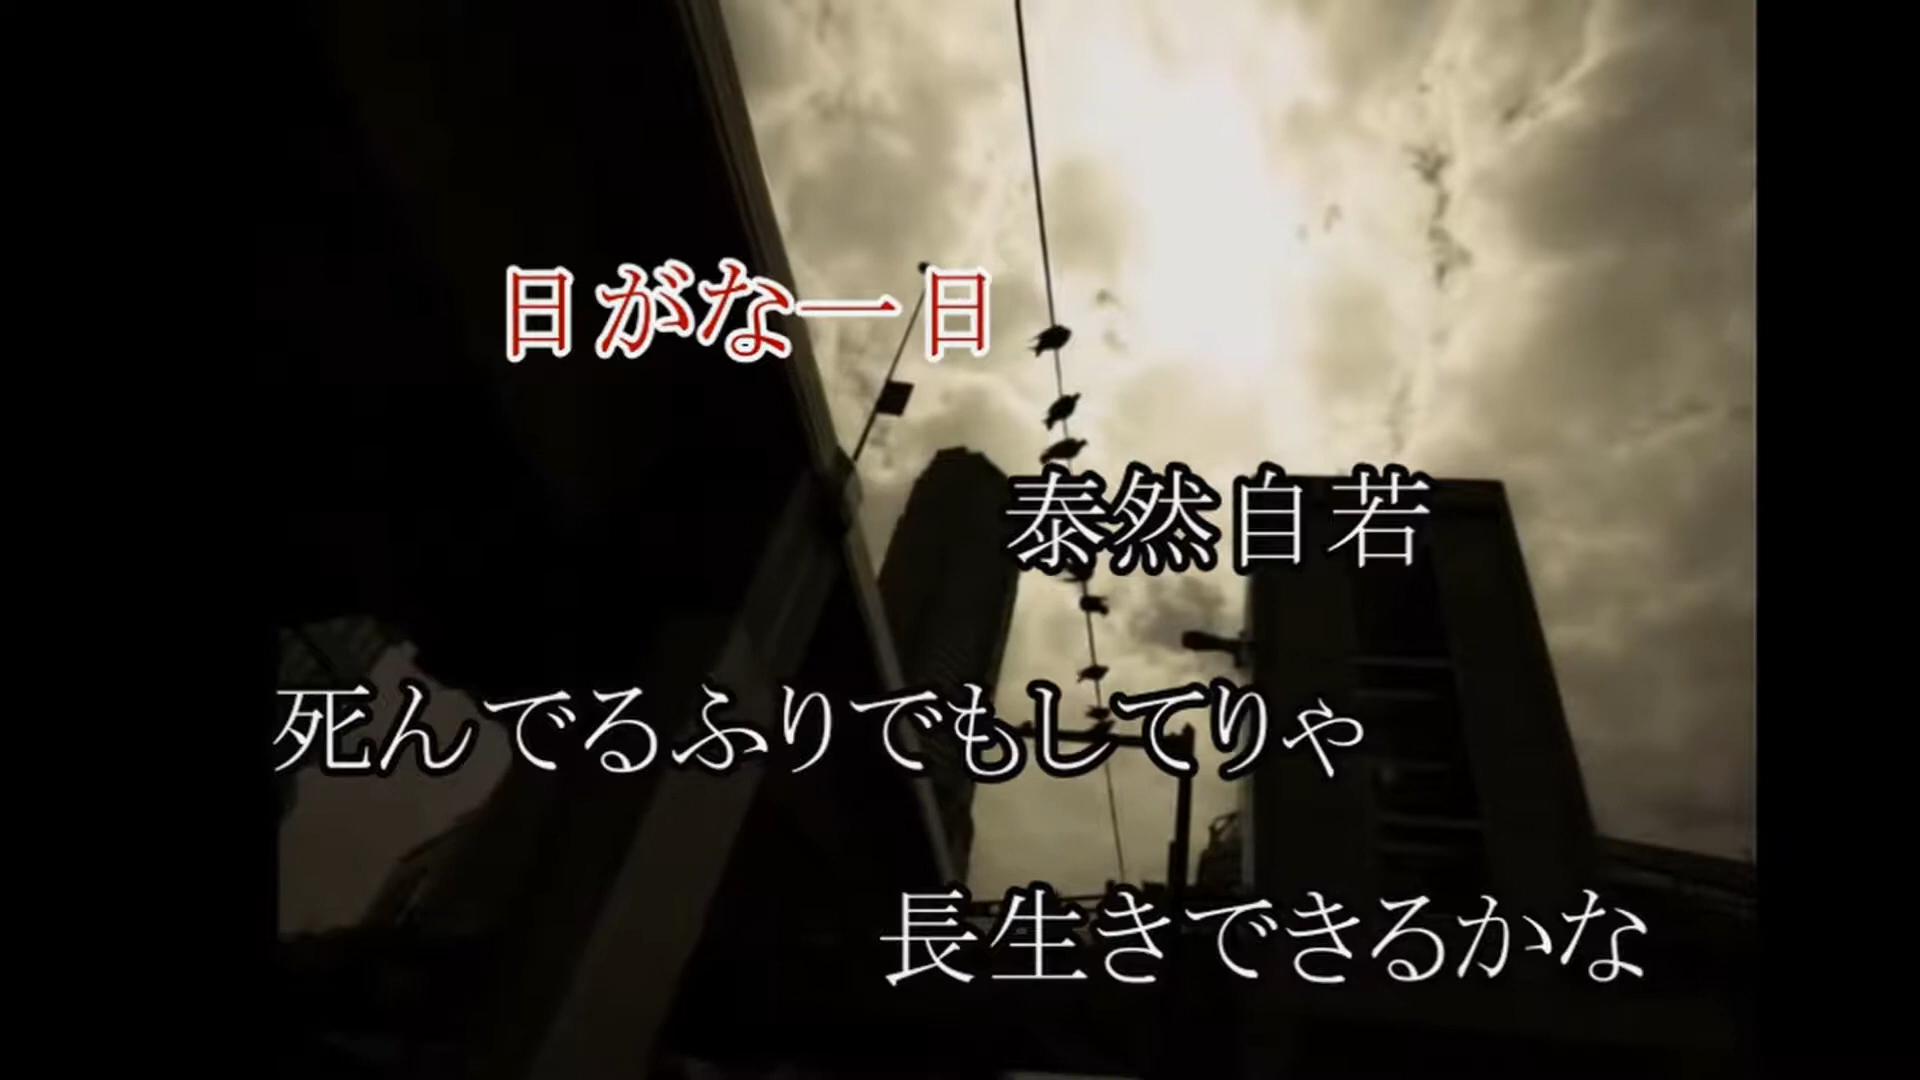 日がな一日
泰然自若
死んでるふりでもしてりゃ
長生きできるかな